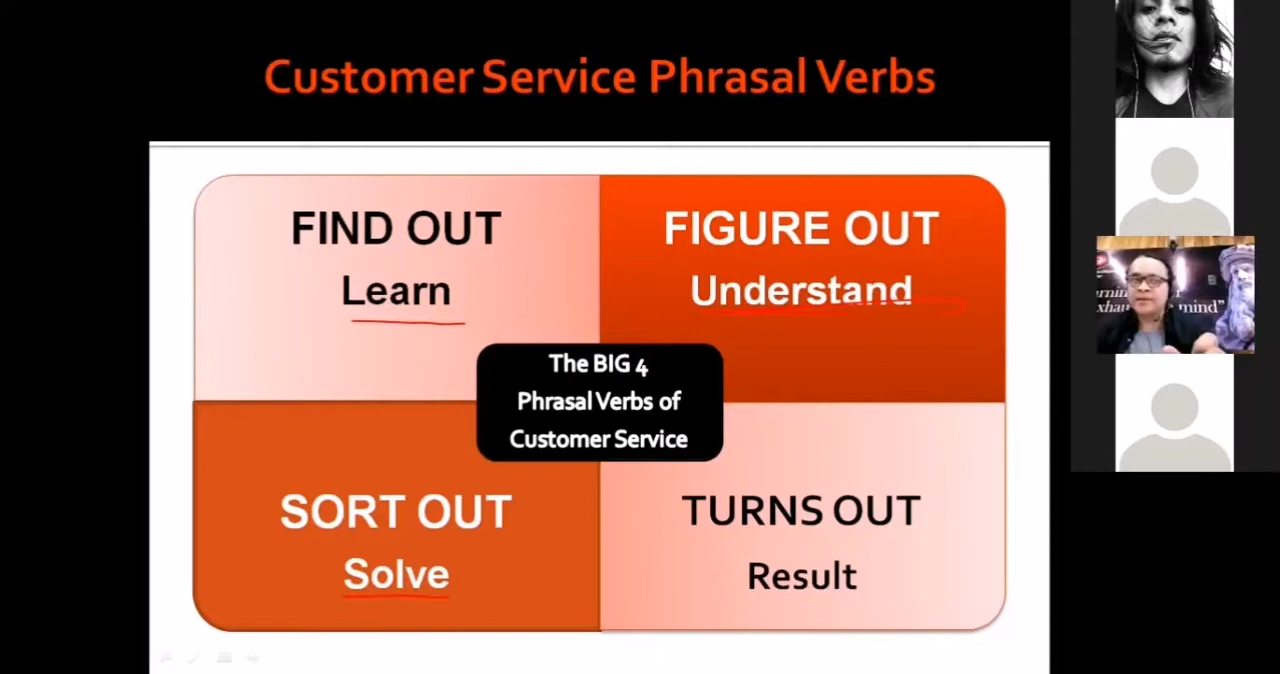 Customer Service Phrasal Verbs
FIND OUT
Learn
FIGURE OUT
Understand
The BIG 4
Phrasal Verbs of
Customer Service
SORT OUT
Solve
TURNS OUT
Result
mind"